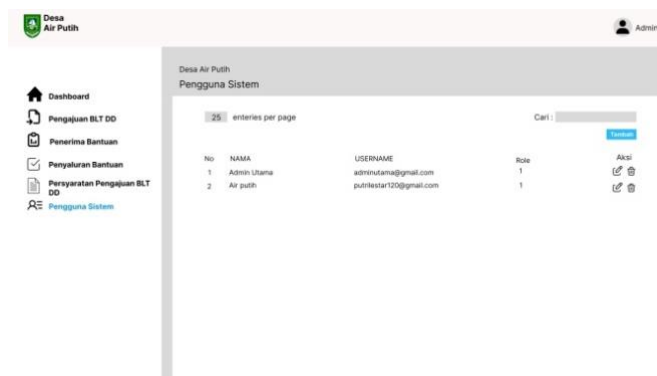 Desa
Air Putih
Admin
Dashboard
Pengajuan BLT DD
Penerima Bantuan
Penyaluran Bantuan
Persyaratan Pengajuan BLT
DD
Pengguna Sistem
Desa Air Putih
Pengguna Sistem
25 enteries per page
Cari :
Tambah
No NAMA USERNAME Role Aksi
1 Admin Utama adminutama@gmail.com 1
2 Air putih putrilestar120@gmail.com 1